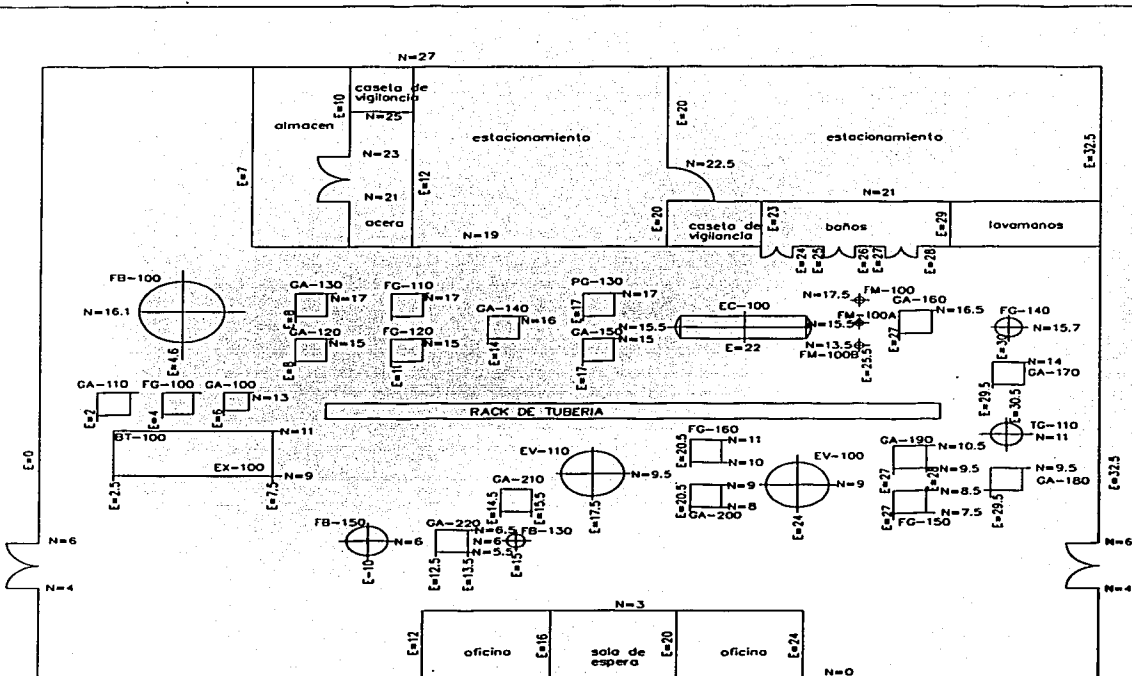 N=27
caseta de
vigilancia
E=10
N=25
almacen
estacionamiento
E=20
estacionamiento
N=23
E=7
E=12
N=22.5
E=32.5
N=21
N=21
acera
N=19
E=20
caseta de
vigilancia
E=23
baños
E=29
lavamanos
E=24
E=25
E=26
E=27
E=28
FB-100
N=16.1
E=4.6
GA-130
N=17
E=8
FG-110
N=17
GA-120
N=15
E=8
FG-120
N=15
E=11
GA-140
N=16
E=14
PG-130
N=17
E=17
GA-150
N=15
E=17
EC-100
N=15.5
N=15.5
E=22
FM-100
N=17.5
FM-100A
N=13.5
FM-100B
E=25.5
GA-160
N=16.5
E=27
FG-140
N=15.7
E=30
N=14
GA-170
E=29.5
E=30.5
GA-110
E=2
FG-100
E=4
GA-100
N=13
E=6
RACK DE TUBERIA
BT-100
N=11
EX-100
N=9
E=2.5
E=7.5
E=0
EV-110
N=9.5
E=17.5
FG-160
N=11
N=10
E=20.5
N=9
N=8
E=20.5
GA-200
EV-100
N=9
E=24
GA-190
N=10.5
N=9.5
E=27
E=28
N=8.5
N=7.5
E=27
FG-150
TG-110
N=11
N=9.5
GA-180
E=29.5
E=32.5
GA-210
E=14.5
E=15.5
FB-150
N=6
E=10
GA-220
N=6.5
N=6
N=5.5
E=12.5
E=13.5
FB-130
E=15
N=6
N=4
N=6
N=4
N=3
E=12
oficina
E=16
sala de
espera
E=20
oficina
E=24
N=0